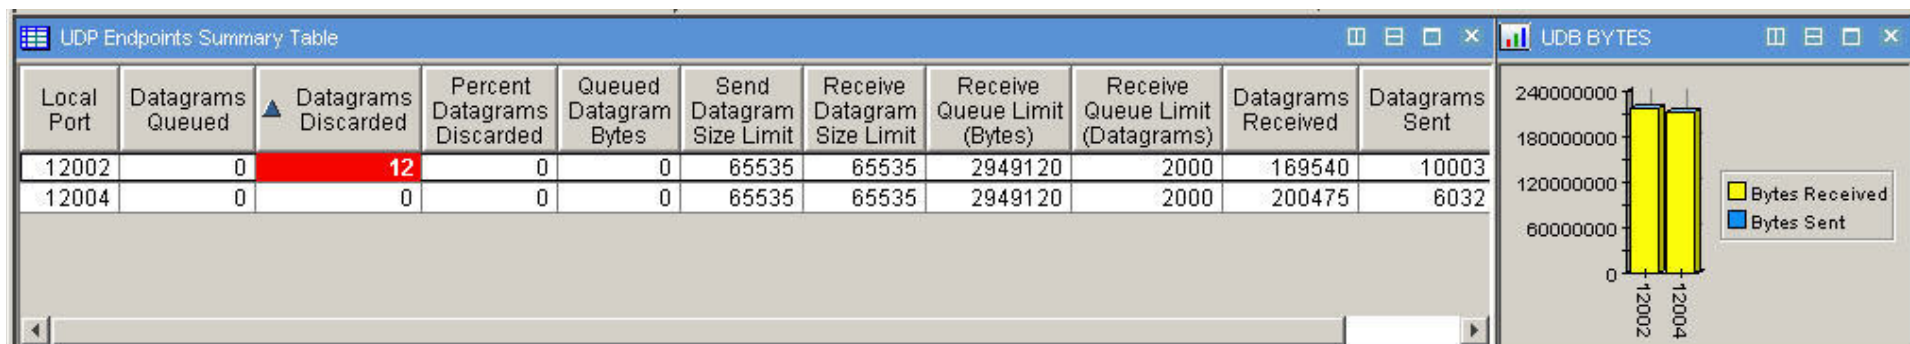 UDP Endpoints Summary Table
Local Port
Datagrams Queued
Datagrams Discarded
Percent Datagrams Discarded
Queued Datagram Bytes
Send Datagram Size Limit
Receive Datagram Size Limit
Receive Queue Limit (Bytes)
Receive Queue Limit (Datagrams)
Datagrams Received
Datagrams Sent
12002 0 12 0 0 65535 65535 2949120 2000 169540 10003
12004 0 0 0 0 65535 65535 2949120 2000 200475 6032
UDB BYTES
240000000
180000000
120000000
60000000
0
12002
12004
Bytes Received
Bytes Sent